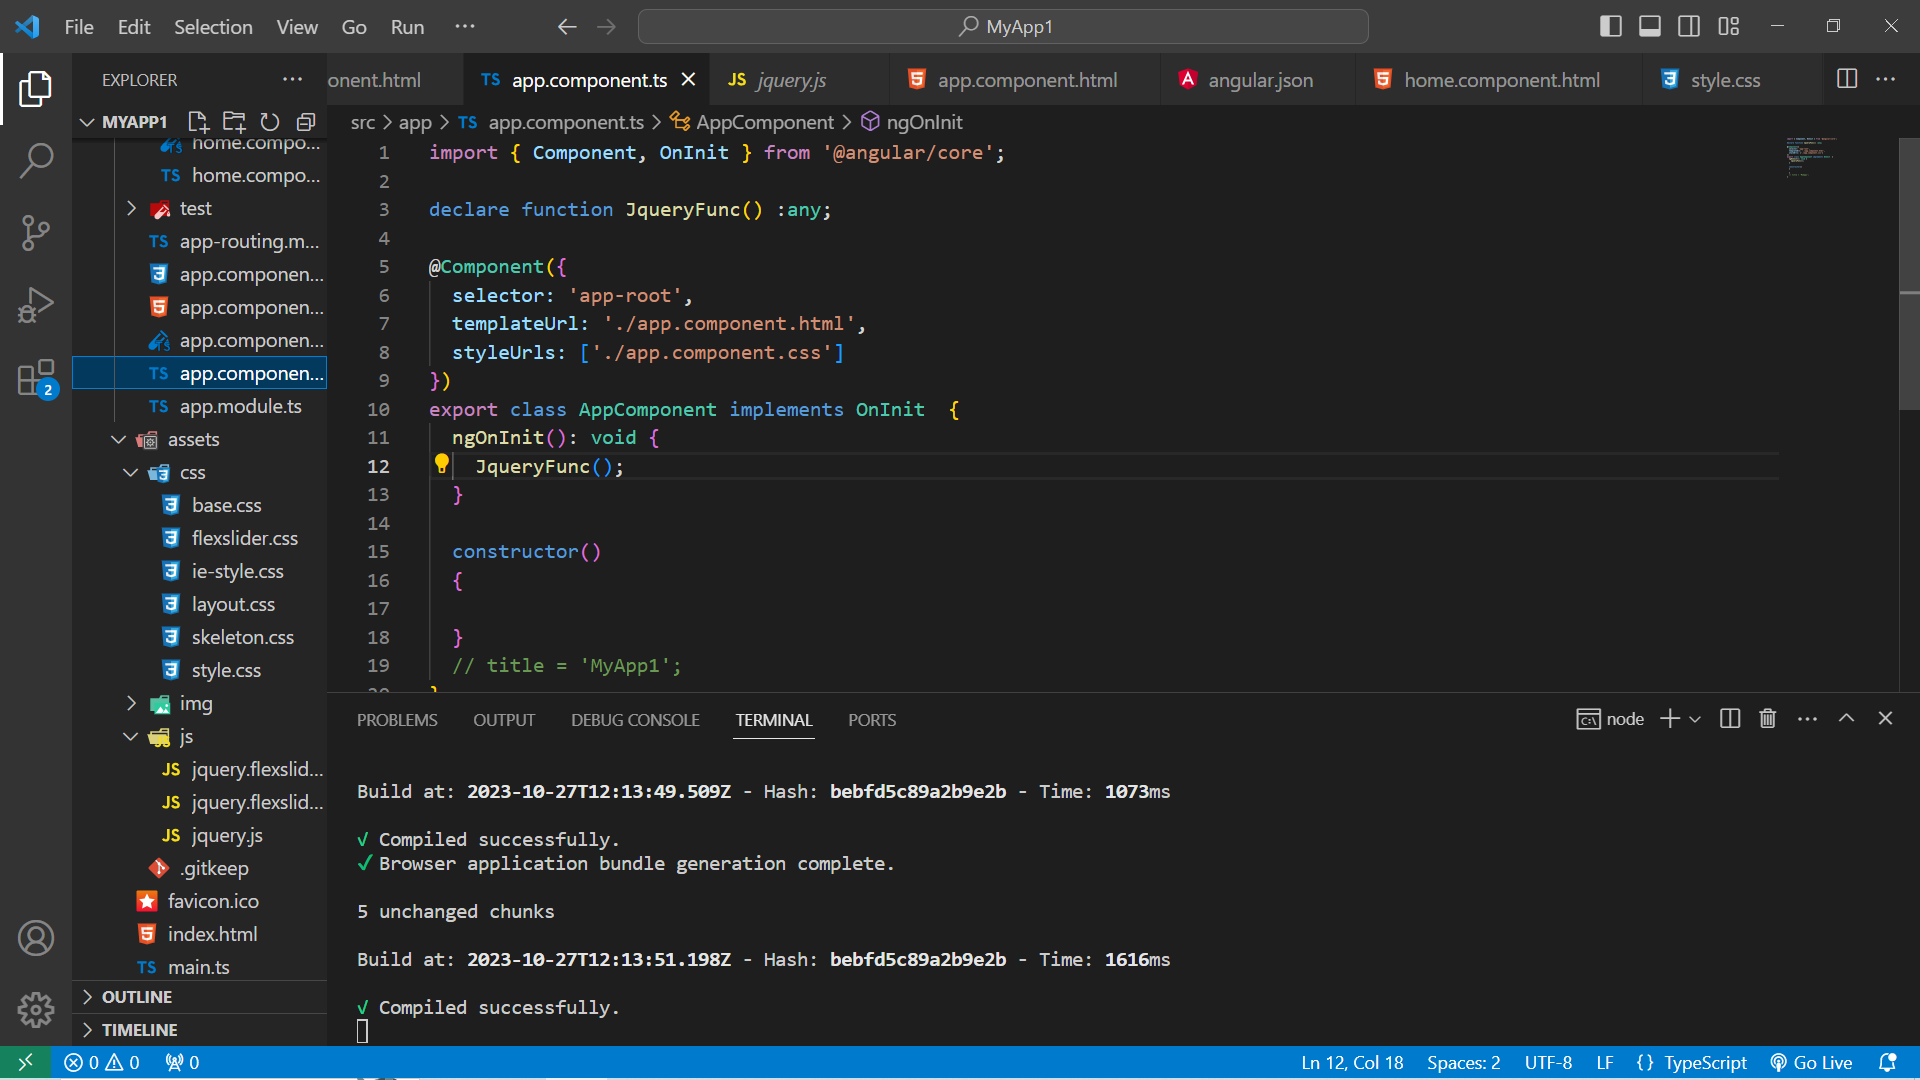 File Edit Selection View Go Run ··· MyApp1
EXPLORER ···
onent.html TS app.component.ts JS jquery.js app.component.html angular.json home.component.html style.css ···
MYAPP1
home.compo...
TS home.compo...
test
TS app-routing.m...
app.componen...
app.componen...
app.componen...
TS app.componen...
TS app.module.ts
assets
css
base.css
flexslider.css
ie-style.css
layout.css
skeleton.css
style.css
img
js
JS jquery.flexslid...
JS jquery.flexslid...
JS jquery.js
.gitkeep
favicon.ico
index.html
TS main.ts
OUTLINE
TIMELINE
src > app > TS app.component.ts > AppComponent > ngOnInit
1 import { Component, OnInit } from '@angular/core';
2
3 declare function JqueryFunc() :any;
4
5 @Component({
6 selector: 'app-root',
7 templateUrl: './app.component.html',
8 styleUrls: ['./app.component.css']
9 })
10 export class AppComponent implements OnInit {
11 ngOnInit(): void {
12 JqueryFunc();
13 }
14
15 constructor()
16 {
17
18 }
19 // title = 'MyApp1';
20 }
PROBLEMS OUTPUT DEBUG CONSOLE TERMINAL PORTS node
Build at: 2023-10-27T12:13:49.509Z - Hash: bebfd5c89a2b9e2b - Time: 1073ms
√ Compiled successfully.
✓ Browser application bundle generation complete.
5 unchanged chunks
Build at: 2023-10-27T12:13:51.198Z - Hash: bebfd5c89a2b9e2b - Time: 1616ms
√ Compiled successfully.
2
0 0 0 Ln 12, Col 18 Spaces: 2 UTF-8 LF {} TypeScript Go Live